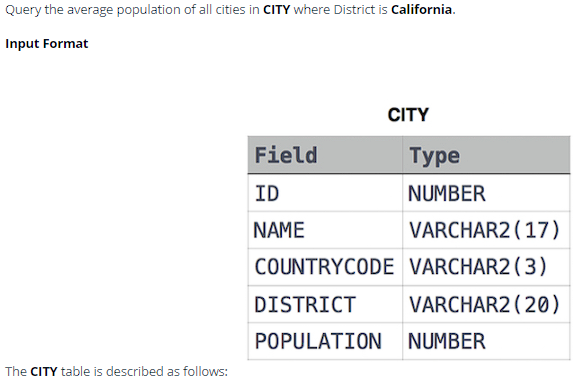 Query the average population of all cities in CITY where District is California.
Input Format
CITY
Field Type
ID NUMBER
NAME VARCHAR2(17)
COUNTRYCODE VARCHAR2(3)
DISTRICT VARCHAR2(20)
POPULATION NUMBER
The CITY table is described as follows: